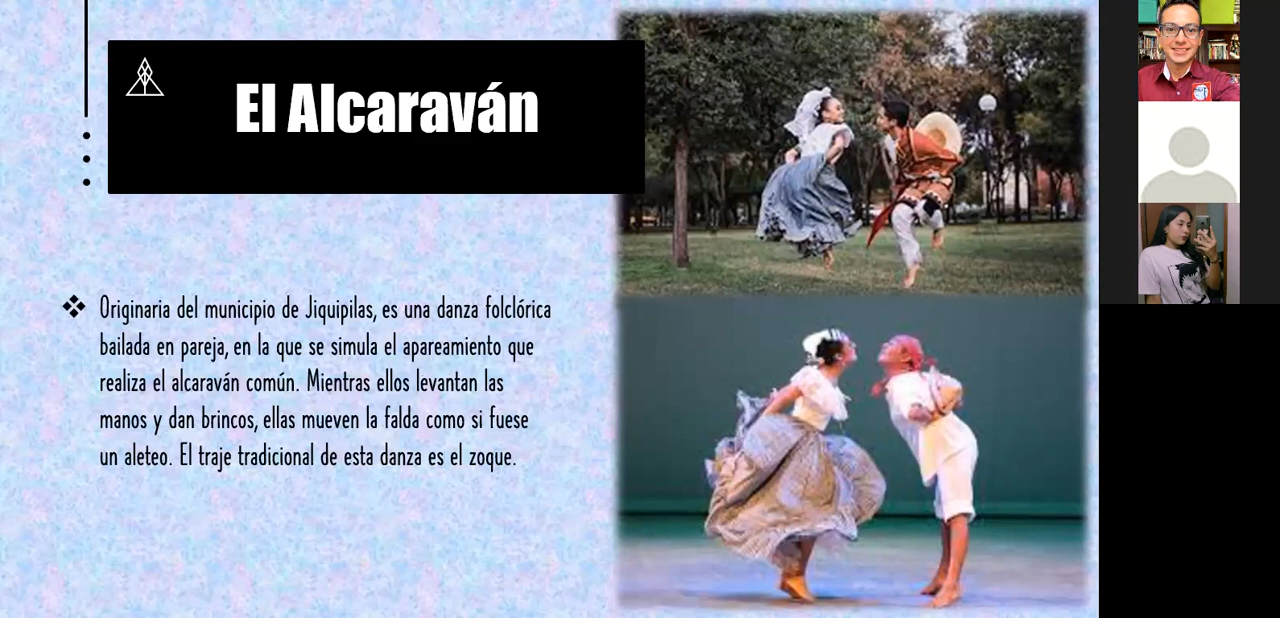 El Alcaraván
Originaria del municipio de Jiquipilas, es una danza folclórica
bailada en pareja, en la que se simula el apareamiento que
realiza el alcaraván común. Mientras ellos levantan las
manos y dan brincos, ellas mueven la falda como si fuese
un aleteo. El traje tradicional de esta danza es el zoque.